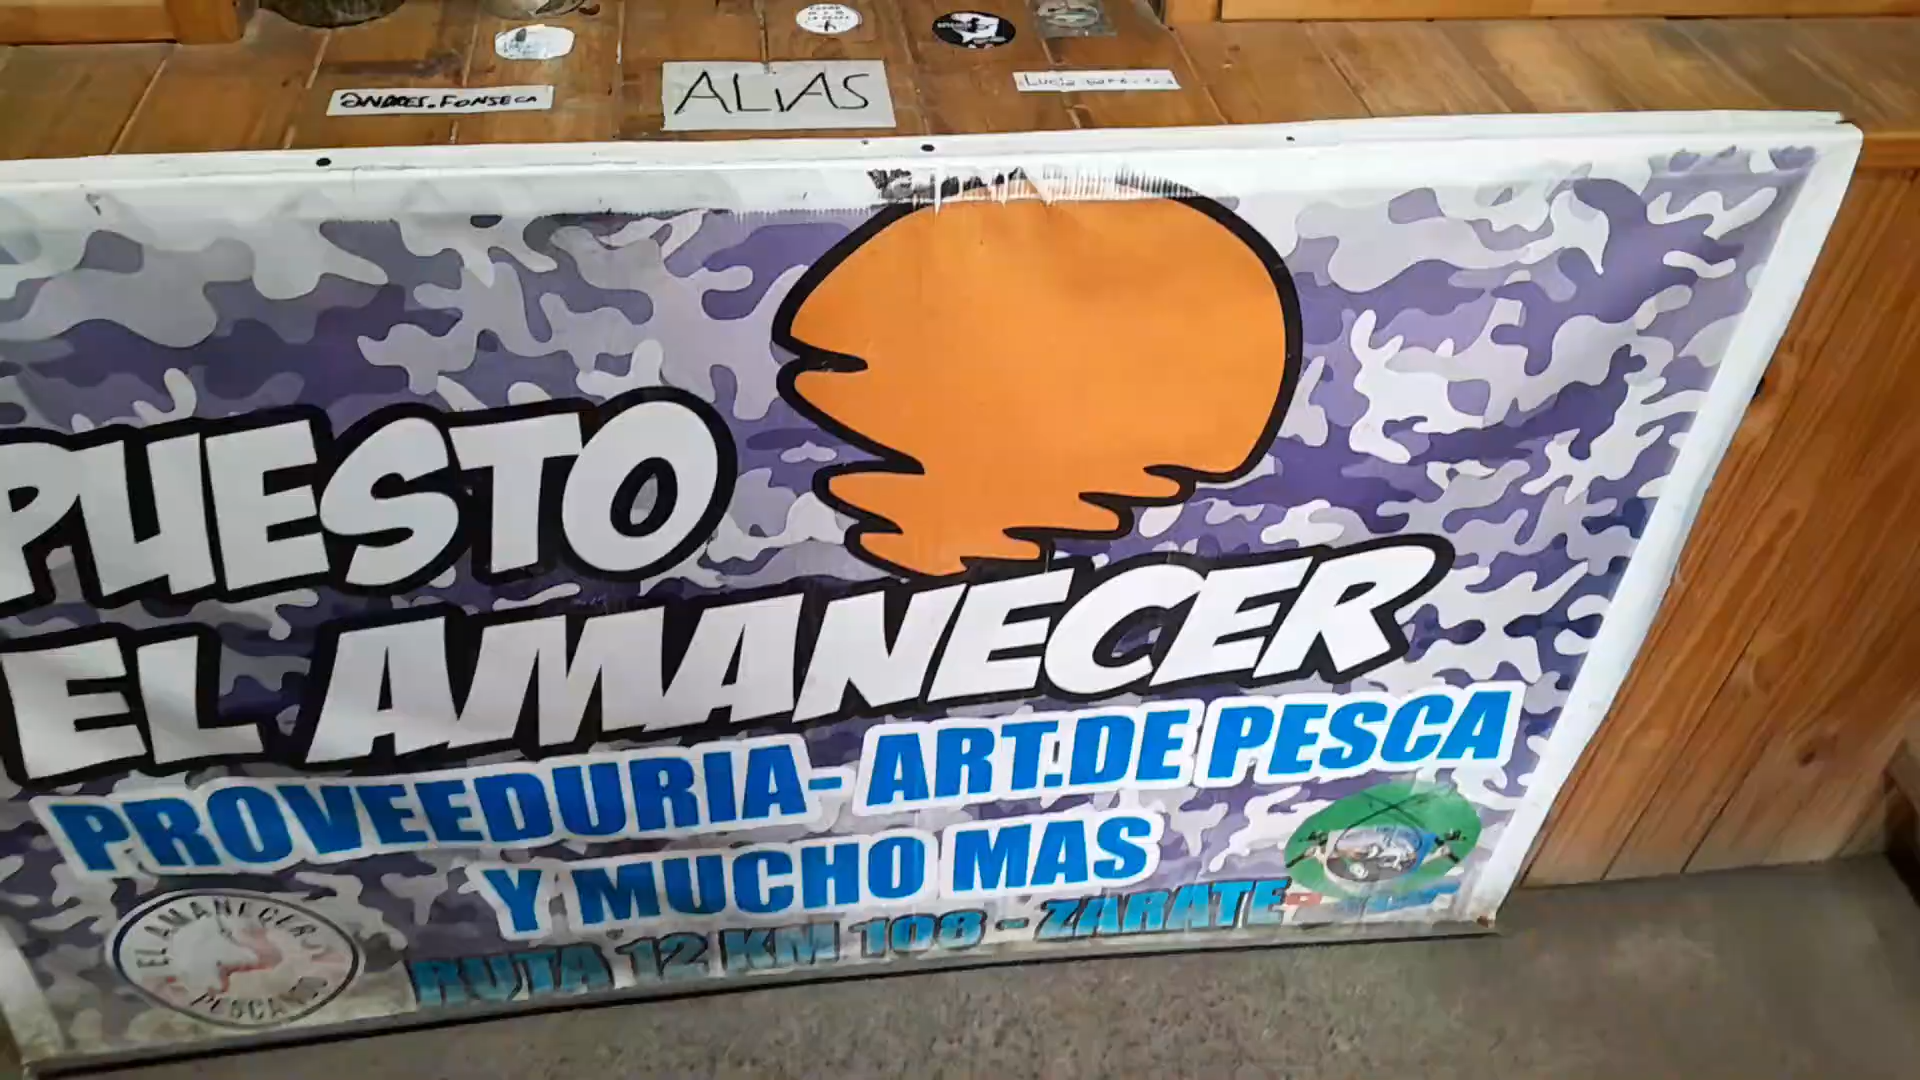 ANDRES.FONSECA
ALIAS
PUESTO
EL AMANECER
PROVEEDURIA- ART.DE PESCA
Y MUCHO MAS
RUTA 12 KM 108 - ZARATE-
EL AMANECER